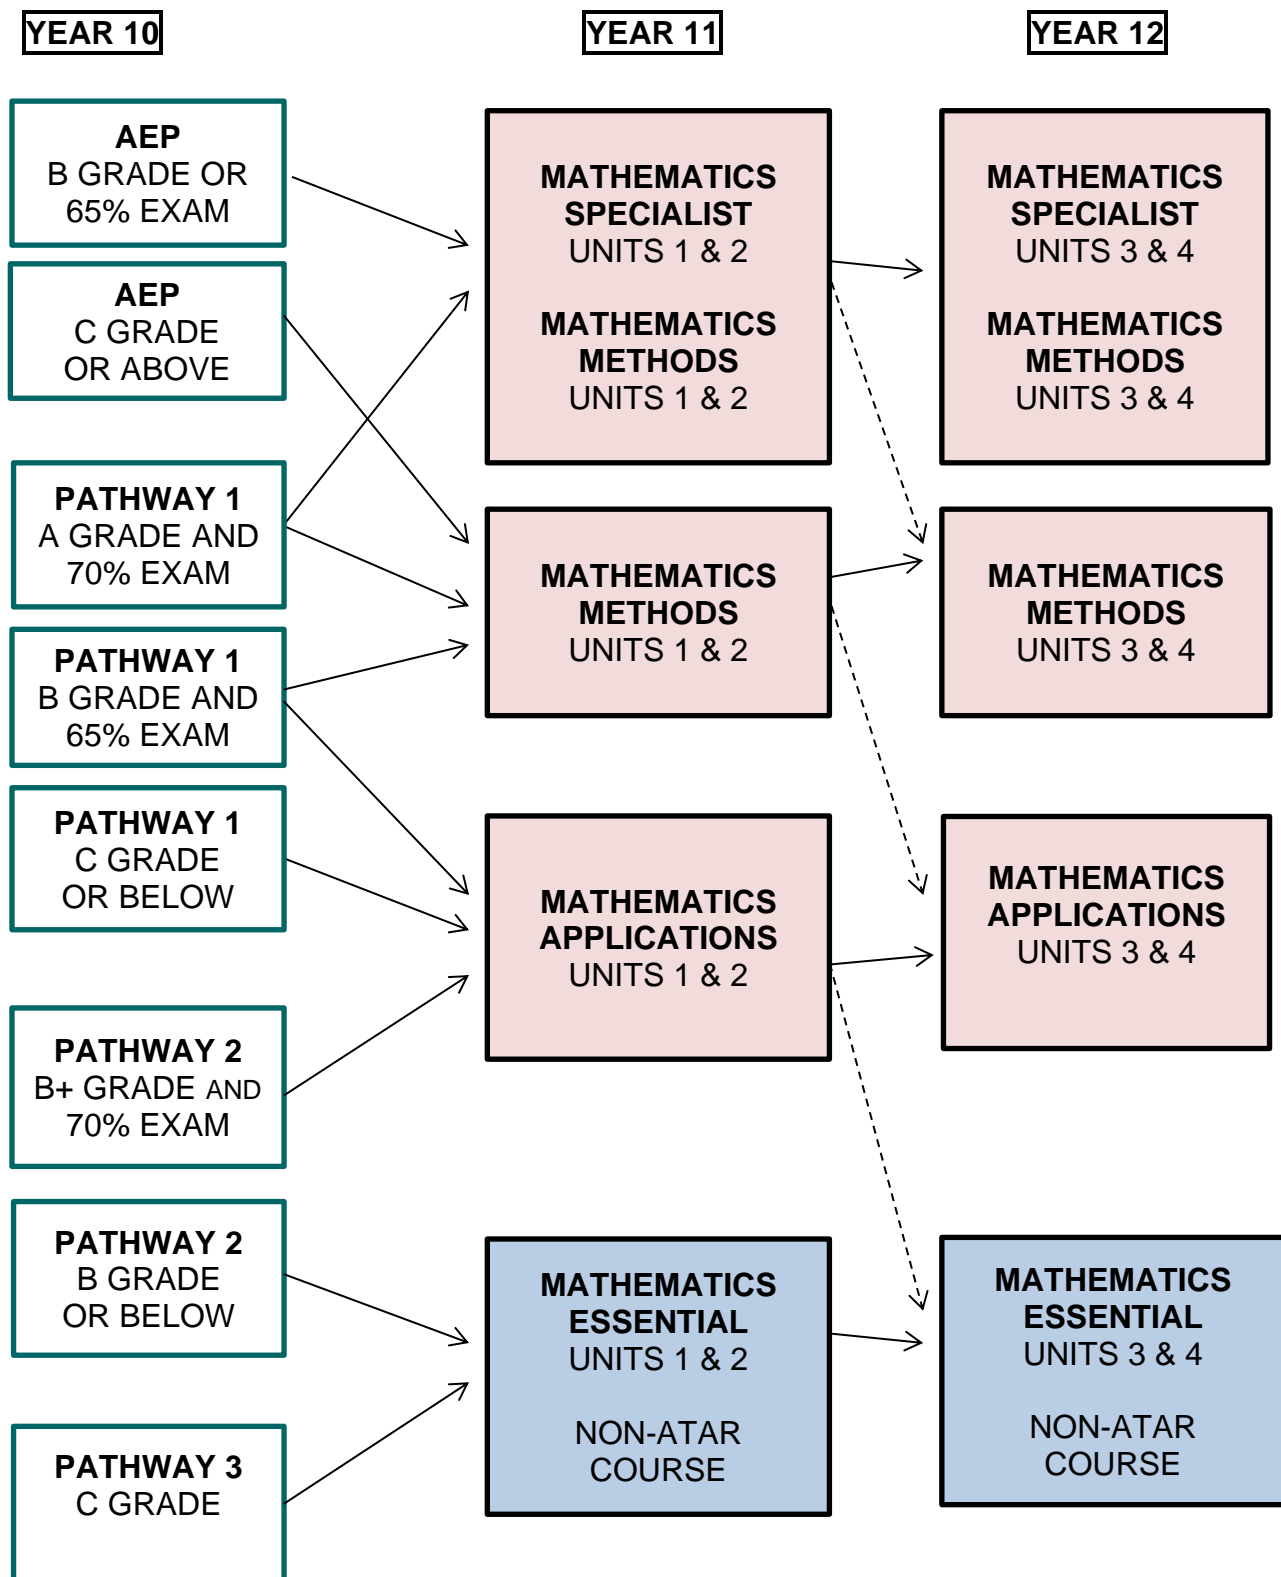 YEAR 10
YEAR 11
YEAR 12
AEP
B GRADE OR
65% EXAM
AEP
C GRADE
OR ABOVE
PATHWAY 1
A GRADE AND
70% EXAM
PATHWAY 1
B GRADE AND
65% EXAM
PATHWAY 1
C GRADE
OR BELOW
PATHWAY 2
B+ GRADE AND
70% EXAM
PATHWAY 2
B GRADE
OR BELOW
PATHWAY 3
C GRADE
MATHEMATICS
SPECIALIST
UNITS 1 & 2
MATHEMATICS
METHODS
UNITS 1 & 2
MATHEMATICS
METHODS
UNITS 1 & 2
MATHEMATICS
APPLICATIONS
UNITS 1 & 2
MATHEMATICS
ESSENTIAL
UNITS 1 & 2
NON-ATAR
COURSE
MATHEMATICS
SPECIALIST
UNITS 3 & 4
MATHEMATICS
METHODS
UNITS 3 & 4
MATHEMATICS
METHODS
UNITS 3 & 4
MATHEMATICS
APPLICATIONS
UNITS 3 & 4
MATHEMATICS
ESSENTIAL
UNITS 3 & 4
NON-ATAR
COURSE